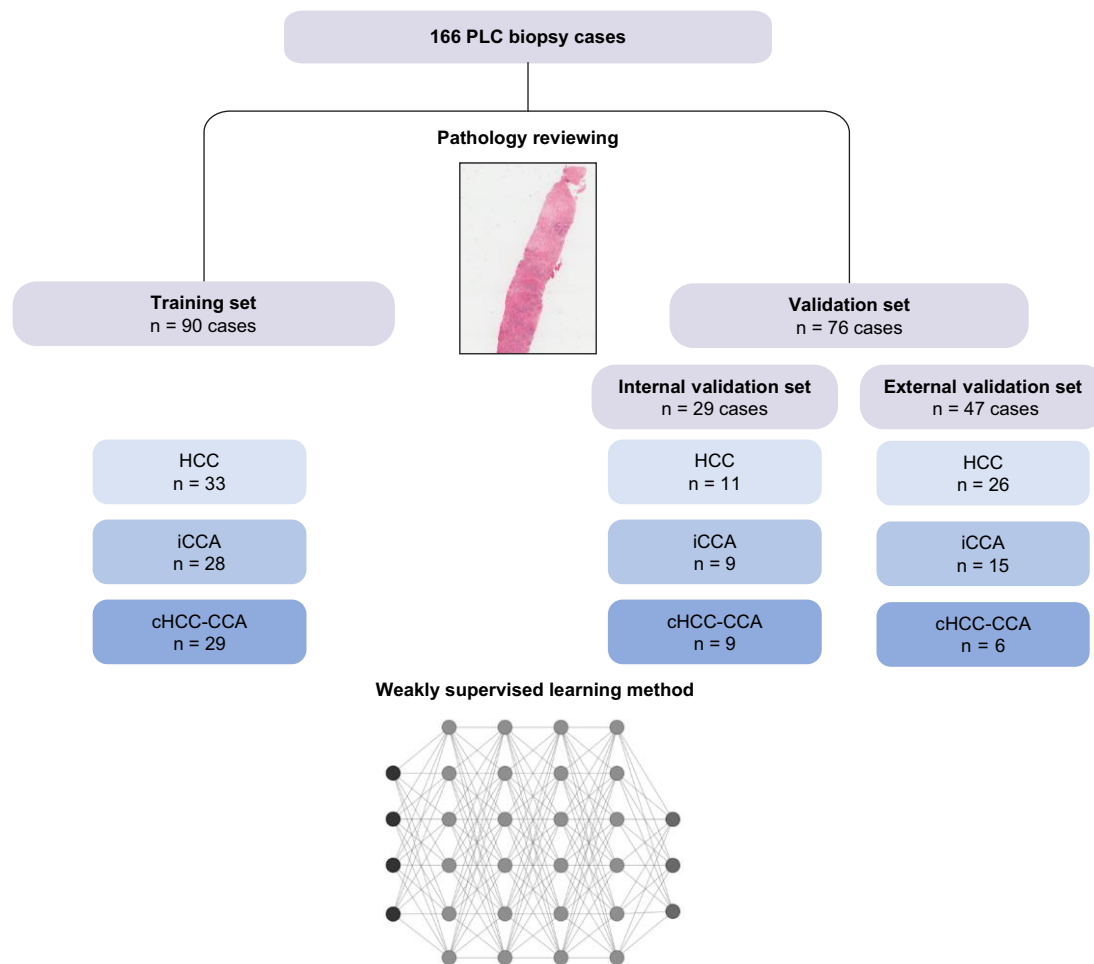 166 PLC biopsy cases
Pathology reviewing
Training set
n = 90 cases
Validation set
n = 76 cases
Internal validation set
n = 29 cases
External validation set
n = 47 cases
HCC
n = 33
HCC
n = 11
HCC
n = 26
iCCA
n = 28
iCCA
n = 9
iCCA
n = 15
cHCC-CCA
n = 29
cHCC-CCA
n = 9
cHCC-CCA
n = 6
Weakly supervised learning method